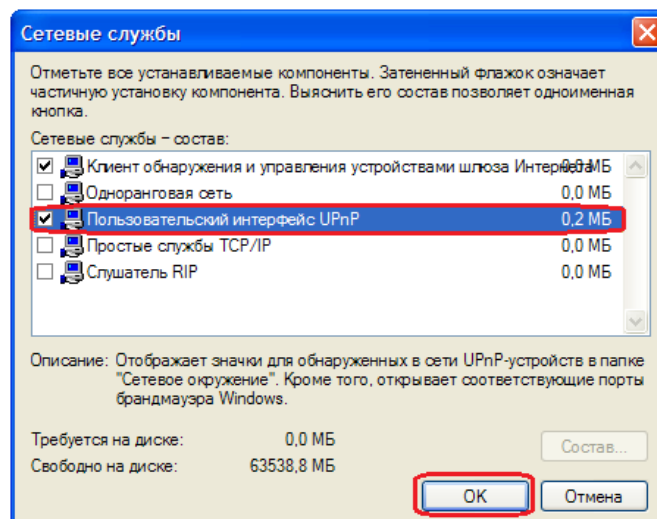 Сетевые службы
Отметьте все устанавливаемые компоненты. Затененный флажок означает
частичную установку компонента. Выяснить его состав позволяет одноименная
кнопка.
Сетевые службы – состав:
Клиент обнаружения и управления устройствами шлюза Интернета 0,0 МБ
Одноранговая сеть 0,0 МБ
Пользовательский интерфейс UPnP 0,2 МБ
Простые службы TCP/IP 0,0 МБ
Слушатель RIP 0,0 МБ
Описание: Отображает значки для обнаруженных в сети UPnP-устройств в папке
"Сетевое окружение". Кроме того, открывает соответствующие порты
брандмауэра Windows.
Требуется на диске: 0,0 МБ
Состав...
Свободно на диске: 63538,8 МБ
OK Отмена